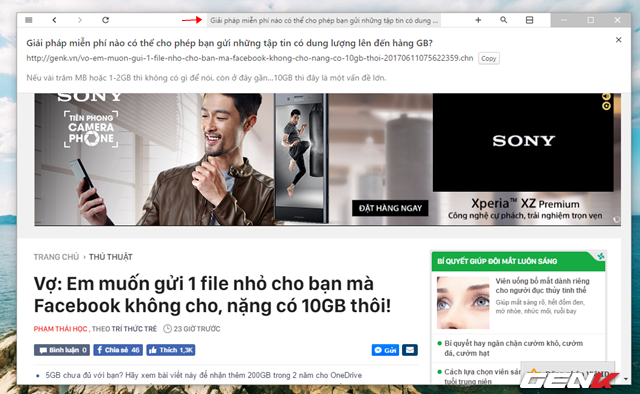 Giải pháp miễn phí nào có thể cho phép bạn gửi những tập tin có dung ...
Giải pháp miễn phí nào có thể cho phép bạn gửi những tập tin có dung lượng lên đến hàng GB?
http://genk.vn/vo-em-muon-gui-1-file-nho-cho-ban-ma-facebook-khong-cho-nang-co-10gb-thoi-20170611075622359.chn Copy
Nếu vài trăm MB hoặc 1-2GB thì không có gì để nói, còn ở đây gần...10GB thì đây là một vấn đề lớn.
TIÊN PHONG
CAMERA
PHONE
SONY
ĐẶT HÀNG NGAY
Xperia™ XZ Premium
Công nghệ cự phách, trải nghiệm trọn vẹn
TRANG CHỦ › THỦ THUẬT
Vợ: Em muốn gửi 1 file nhỏ cho bạn mà
Facebook không cho, nặng có 10GB thôi!
PHẠM THÁI HỌC , THEO TRÍ THỨC TRẺ 23 GIỜ TRƯỚC
Bình luận 0 Chia sẻ 46 Thích 1,3K Gửi
5GB chưa đủ với bạn? Hãy xem bài viết này để nhận thêm 200GB trong 2 năm cho OneDrive
BÍ QUYẾT GIÚP ĐÔI MẮT LUÔN SÁNG
Viên uống bổ mắt dành riêng
cho người đục thủy tinh thể
Giúp mắt sáng rõ, hết đốm đen,
mờ nhòe, nhức mỏi, ruồi bay
Bí quyết hay ngăn chặn cườm khô, cườm
đá, cườm hạt
Cách lựa chọn viên sáng
tuổi trung niên
GENK